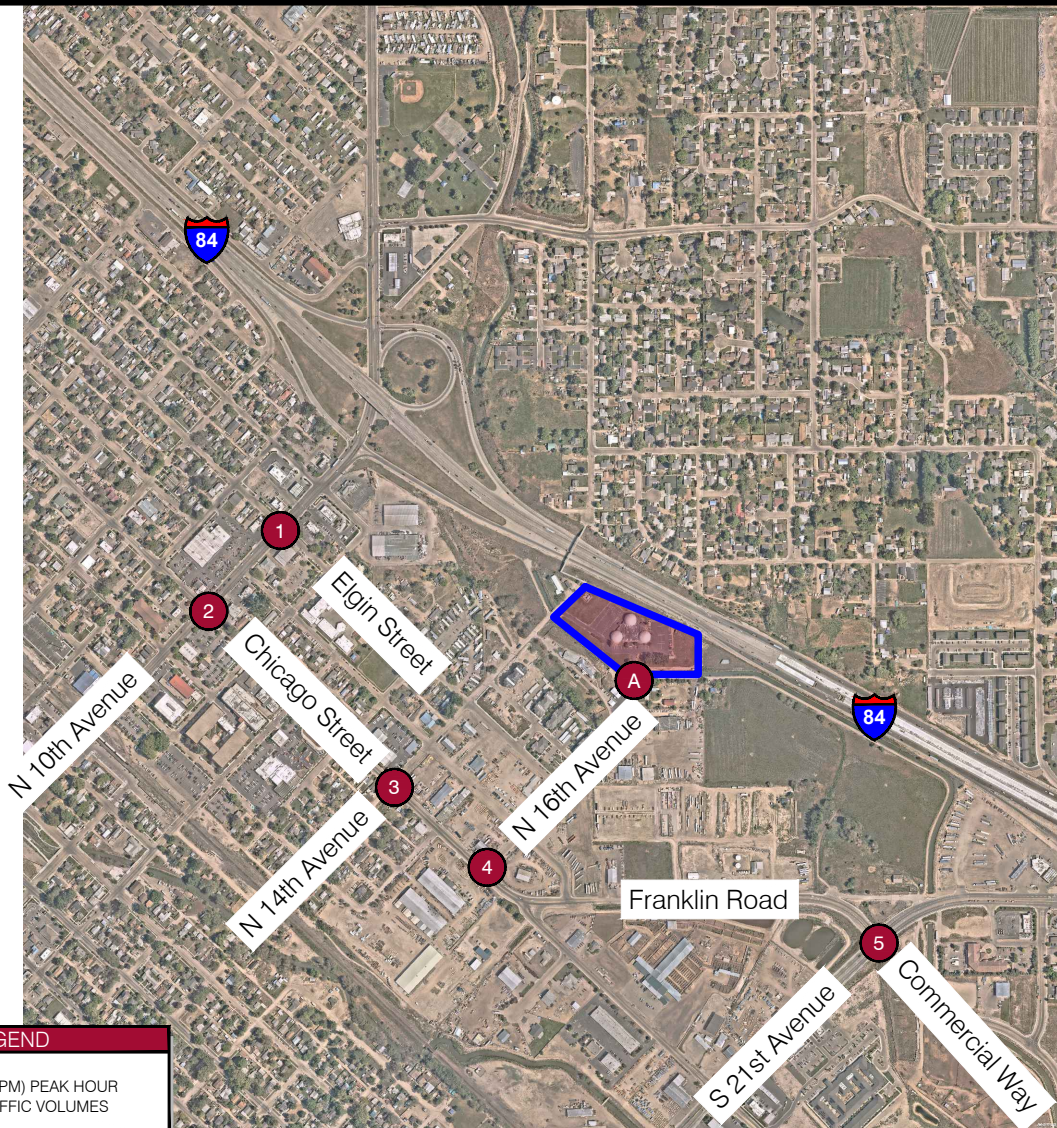 84
1
2
Elgin Street
Chicago Street
A
84
N 10th Avenue
3
N 16th Avenue
N 14th Avenue
4
Franklin Road
5
S 21st Avenue
Commercial Way
GEND
PM) PEAK HOUR
FFIC VOLUMES